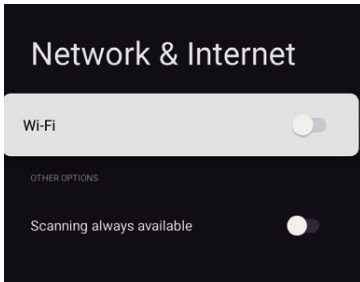 Network & Internet
Wi-Fi
OTHER OPTIONS
Scanning always available